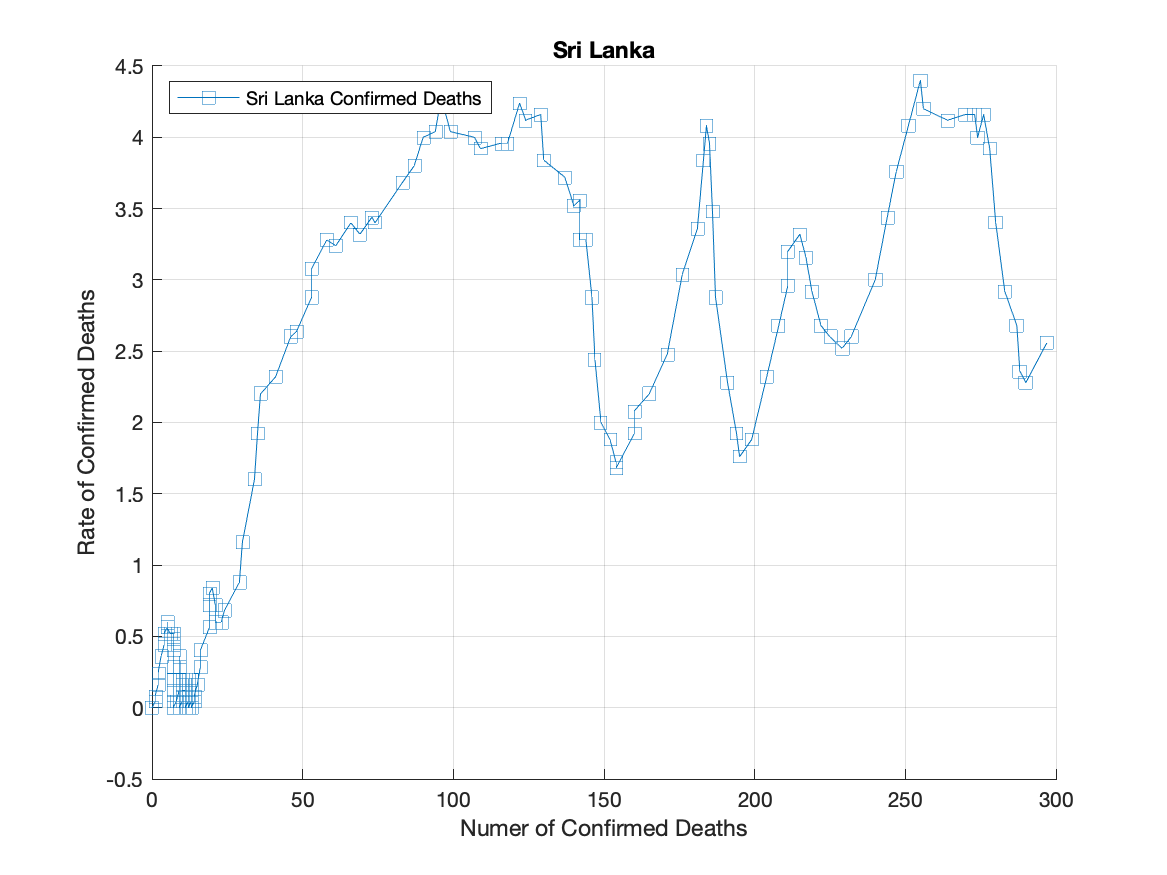 Sri Lanka
4.5
4
3.5
3
2.5
2
1.5
1
0.5
0
-0.5
Sri Lanka Confirmed Deaths
Rate of Confirmed Deaths
0 50 100 150 200 250 300
Numer of Confirmed Deaths